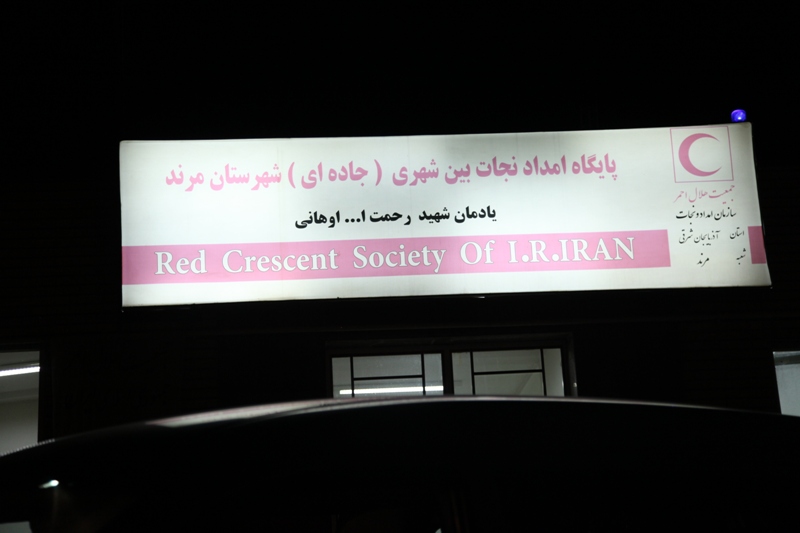 پایگاه امداد نجات بین شهری ( جاده ای ) شهرستان مرند
یادمان شهید رحمت ا... اوهانی
Red Crescent Society Of I.R.IRAN
جمعیت هلال احمر
سازمان امداد و نجات
استان آذربایجان شرقی
شعبه مرند